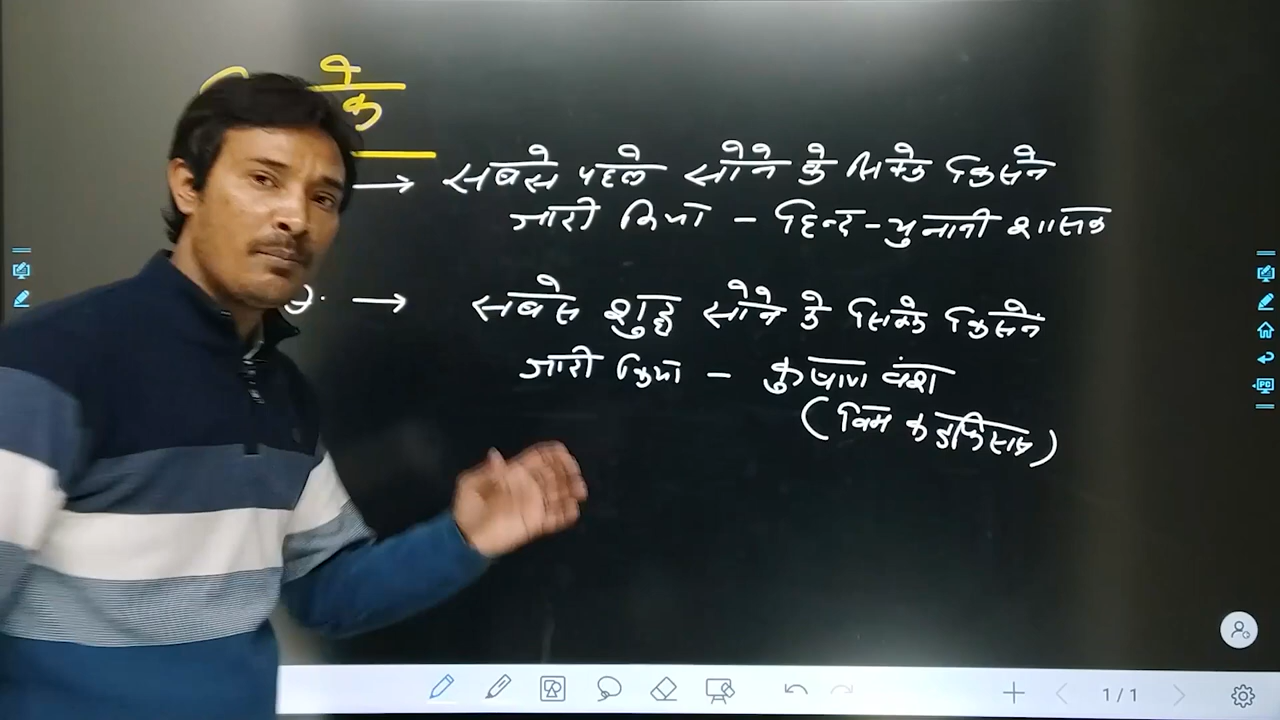 → सबसे पहले सोने के सिक्के किसने
जारी किया - हिन्द-युनानी शासक
→ सबसे शुद्ध सोने के सिक्के किसने
जारी किया - कुषाण वंश
(विम कडफिसस)
1/1